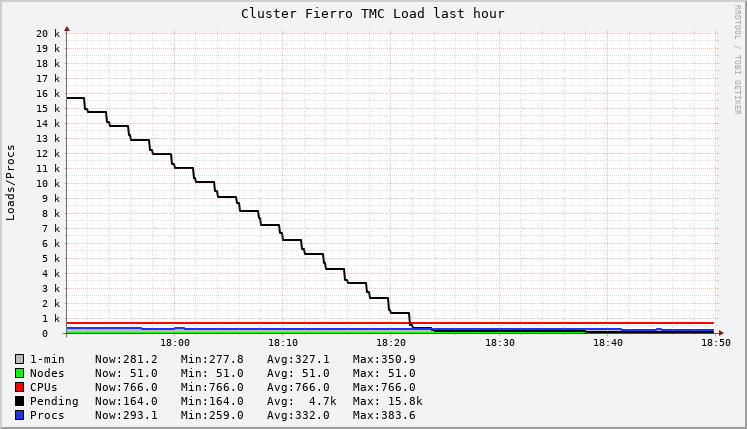 Cluster Fierro TMC Load last hour
RRDTOOL / TOBI OETIKER
Loads/Procs
20 k
19 k
18 k
17 k
16 k
15 k
14 k
13 k
12 k
11 k
10 k
9 k
8 k
7 k
6 k
5 k
4 k
3 k
2 k
1 k
0
18:00 18:10 18:20 18:30 18:40 18:50
1-min Now:281.2 Min:277.8 Avg:327.1 Max:350.9
Nodes Now: 51.0 Min: 51.0 Avg: 51.0 Max: 51.0
CPUs Now:766.0 Min:766.0 Avg:766.0 Max:766.0
Pending Now:164.0 Min:164.0 Avg: 4.7k Max: 15.8k
Procs Now:293.1 Min:259.0 Avg:332.0 Max:383.6